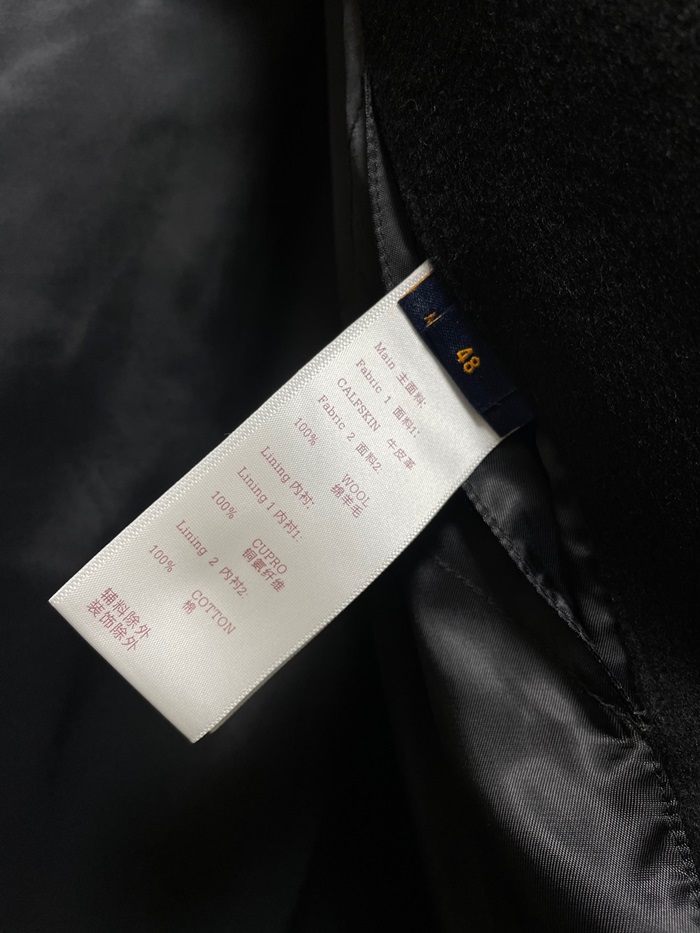 48
Main 主面料:
Fabric 1 面料1:
CALFSKIN 牛皮革
Fabric 2 面料2
100% WOOL
绵羊毛
Lining 内衬:
Lining 1 内衬1:
100% CUPRO
铜氨纤维
Lining 2 内衬2
100% COTTON
棉
辅料除外
装饰除外